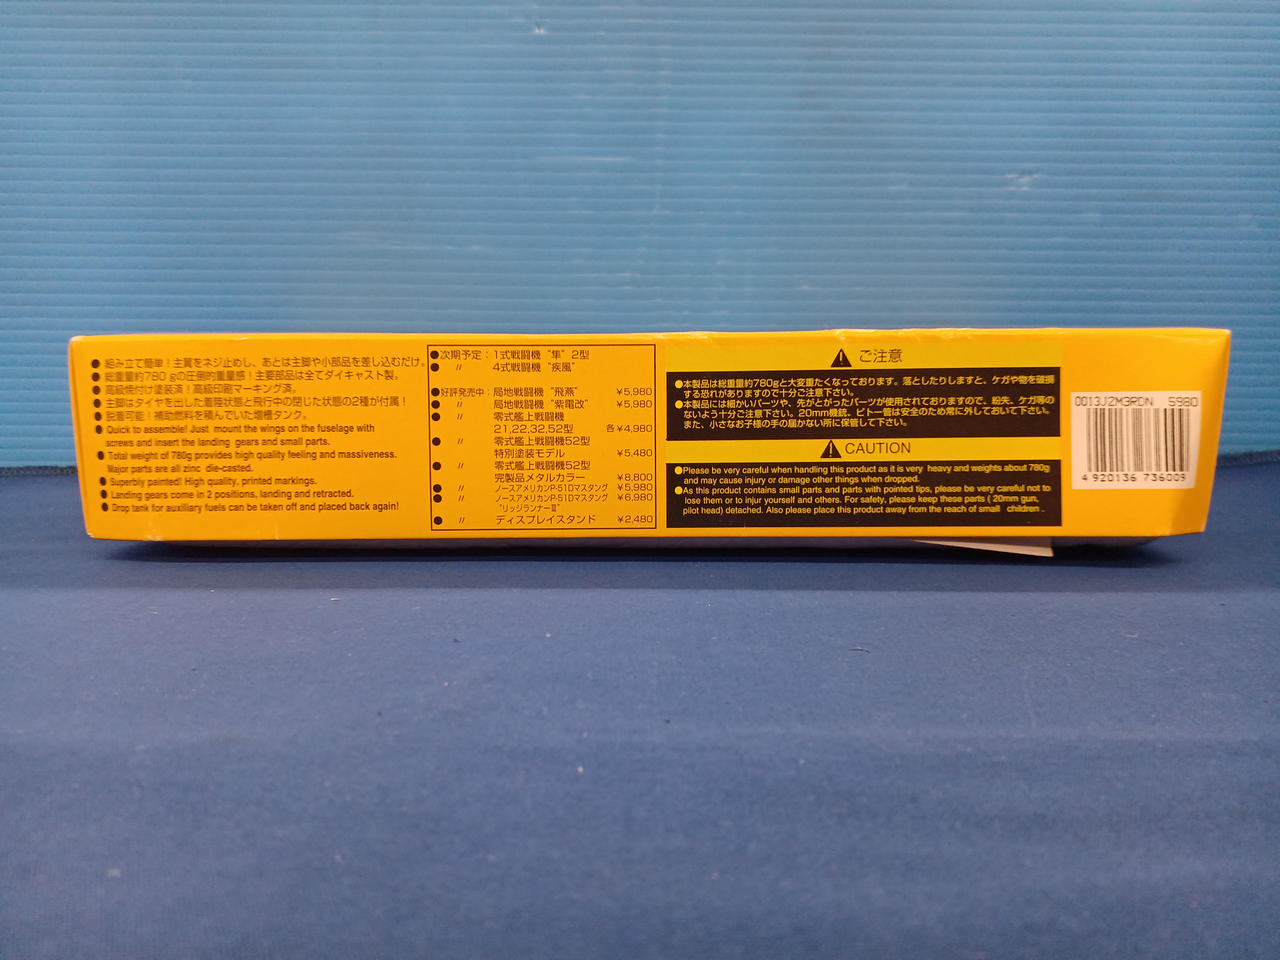 ●組み立て簡単！主翼をネジ止めし、あとは主脚や小部品を差し込むだけ。
●総重量約780gの圧倒的重量感！主要部品は全てダイキャスト製。
●高級焼付け塗装済！高級印刷マーキング済。
●主脚はタイヤを出した着陸状態と飛行中の閉じた状態の2種が付属！
●脱着可能！補助燃料を積んでいた増槽タンク。
●Quick to assemble! Just mount the wings on the fuselage with
screws and insert the landing gears and small parts.
●Total weight of 780g provides high quality feeling and massiveness.
Major parts are all zinc die-casted.
●Superbly painted! High quality, printed markings.
●Landing gears come in 2 positions, landing and retracted.
●Drop tank for auxiliary fuels can be taken off and placed back again!
●次期予定：1式戦闘機“隼”2型
●　〃　4式戦闘機“疾風”
●好評発売中：局地戦闘機“飛燕” ¥5,980
●　〃　局地戦闘機“紫電改” ¥5,980
●　〃　零式艦上戦闘機
21,22,32,52型 各¥4,980
●　〃　零式艦上戦闘機52型
特別塗装モデル ¥5,480
●　〃　零式艦上戦闘機52型
完製品メタルカラー ¥8,800
●　〃　ノースアメリカンP-51Dマスタング ¥5,980
●　〃　ノースアメリカンP-51Dマスタング ¥6,980
“リッジランナーⅡ”
●　〃　ディスプレイスタンド ¥2,480
ご注意
●本製品は総重量約780gと大変重たくなっております。落としたりしますと、ケガや物を破損
する恐れがありますので十分ご注意下さい。
●本製品には細かいパーツや、先がとがったパーツが使用されておりますので、紛失、ケガ等の
ないよう十分ご注意下さい。20mm機銃、ピトー管は安全のため常に外しておいて下さい。
また、小さなお子様の手の届かない所に保管して下さい。
CAUTION
●Please be very careful when handling this product as it is very heavy and weights about 780g
and may cause injury or damage other things when dropped.
●As this product contains small parts and parts with pointed tips, please be very careful not to
lose them or to injur yourself and others. For safety, please keep these parts ( 20mm gun,
pilot head) detached. Also please place this product away from the reach of small children .
0013J2M3RDN 5980
4 920136 736009